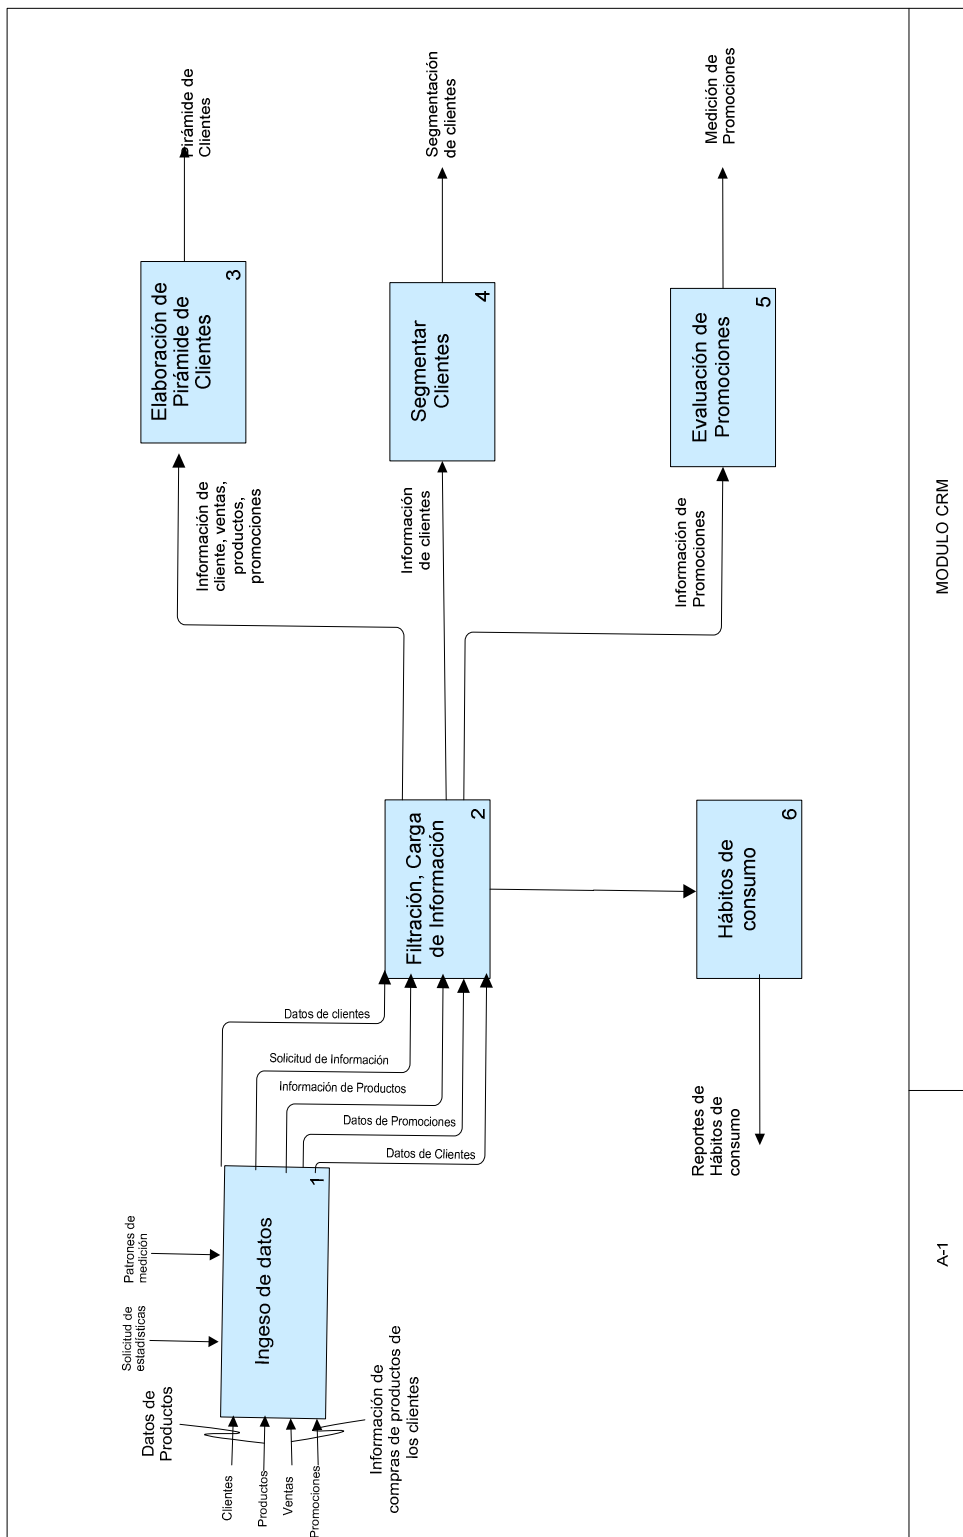 Clientes
Productos
Ventas
Promociones
Datos de
Productos
Información de
compras de productos de
los clientes
Solicitud de
estadísticas
Patrones de
medición
Ingeso de datos
1
Datos de clientes
Solicitud de Información
Información de Productos
Datos de Promociones
Datos de Clientes
Filtración, Carga
de Información
2
Información de
cliente, ventas,
productos,
promociones
Elaboración de
Pirámide de
Clientes
3
Pirámide de
Clientes
Información
de clientes
Segmentar
Clientes
4
Segmentación
de clientes
Información de
Promociones
Evaluación de
Promociones
5
Medición de
Promociones
Hábitos de
consumo
6
Reportes de
Hábitos de
consumo
A-1
MODULO CRM